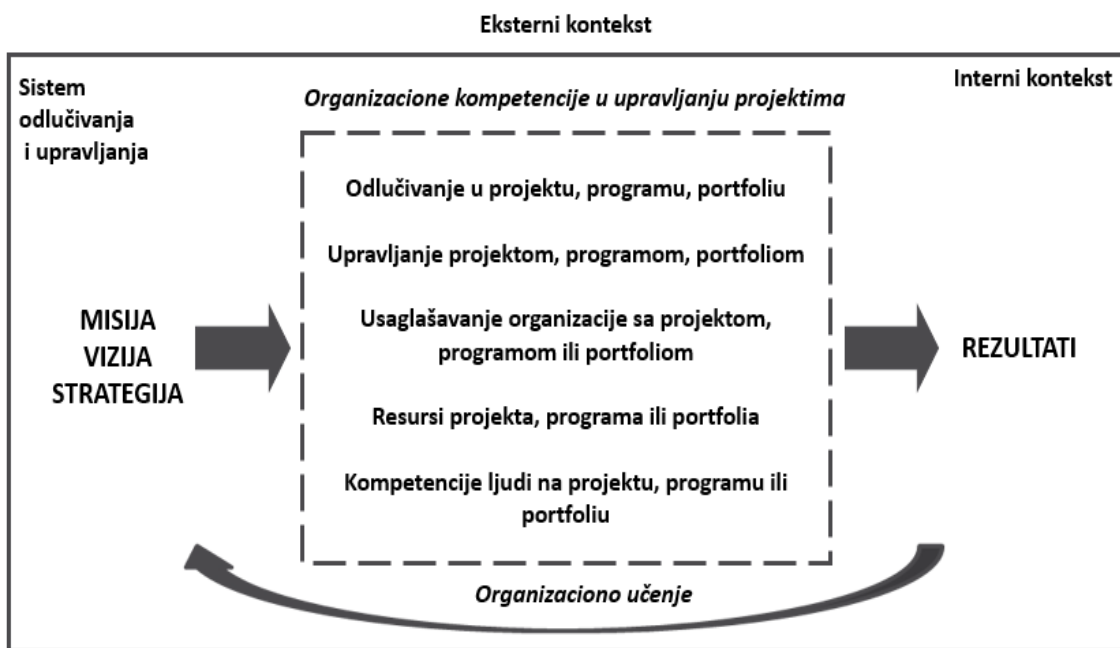 Eksterni kontekst
Sistem
odlučivanja
i upravljanja
Interni kontekst
Organizacione kompetencije u upravljanju projektima
Odlučivanje u projektu, programu, portfoliu
Upravljanje projektom, programom, portfoliom
Usaglašavanje organizacije sa projektom,
programom ili portfoliom
Resursi projekta, programa ili portfolia
Kompetencije ljudi na projektu, programu ili
portfoliu
MISIJA
VIZIJA
STRATEGIJA
REZULTATI
Organizaciono učenje